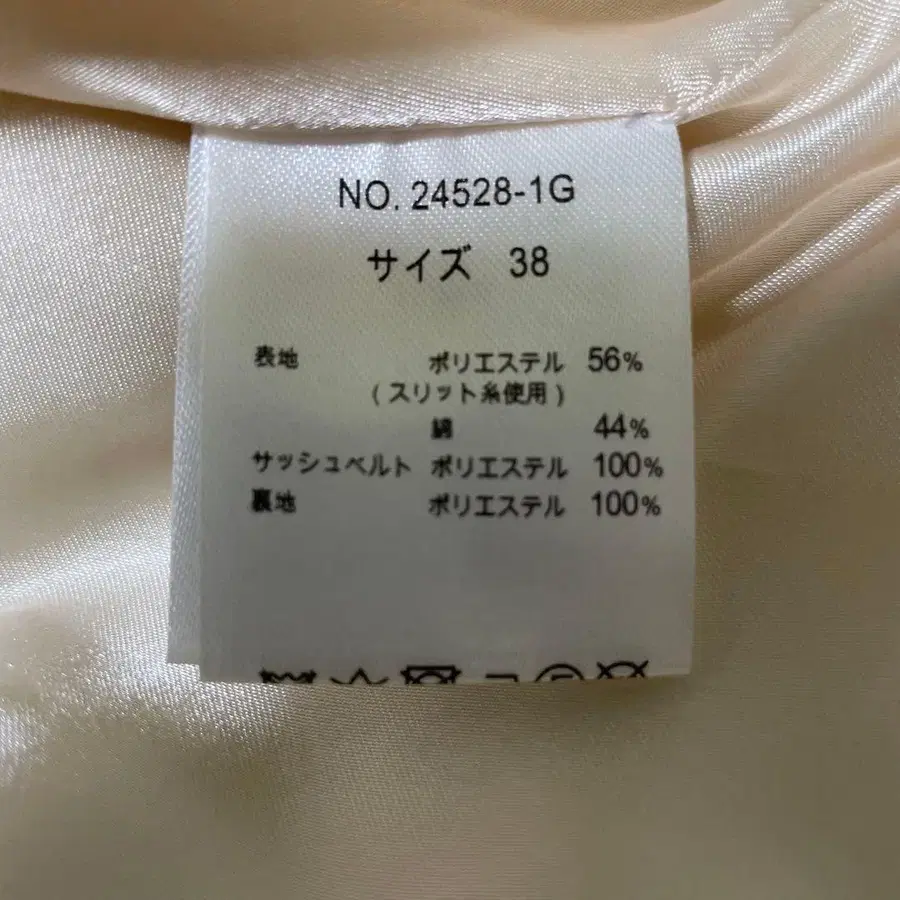 NO. 24528-1G
サイズ 38
表地 ポリエステル 56%
(スリット糸使用)
綿 44%
サッシュベルト ポリエステル 100%
裏地 ポリエステル 100%